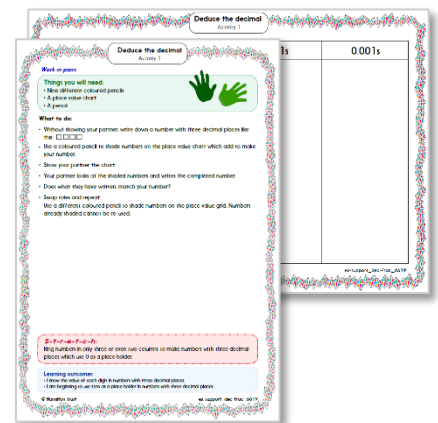 Deduce the decimal
Activity 1
1s
0.001s
ex-support_dec-frac_6619
Deduce the decimal
Activity 1
Work in pairs
Things you will need:
• Nine different coloured pencils
• A place value chart
• A pencil
What to do:
• Without showing your partner, write down a number with three decimal places like
this: □.□□□
• Use a coloured pencil to shade numbers on the place value chart which add to make
your number.
• Show your partner the chart.
• Your partner looks at the shaded numbers and writes the completed number.
• Does what they have written, match your number?
• Swap roles and repeat.
Use a different coloured pencil to shade numbers on the place value grid. Numbers
already shaded cannot be re-used.
S-t-r-e-t-c-h:
Ring numbers in only three or even two columns to make numbers with three decimal
places which use 0 as a place holder.
Learning outcomes:
• I know the value of each digit in numbers with three decimal places.
• I am beginning to use zero as a place holder in numbers with three decimal places.
© Hamilton Trust
ex-support_dec-frac_6619